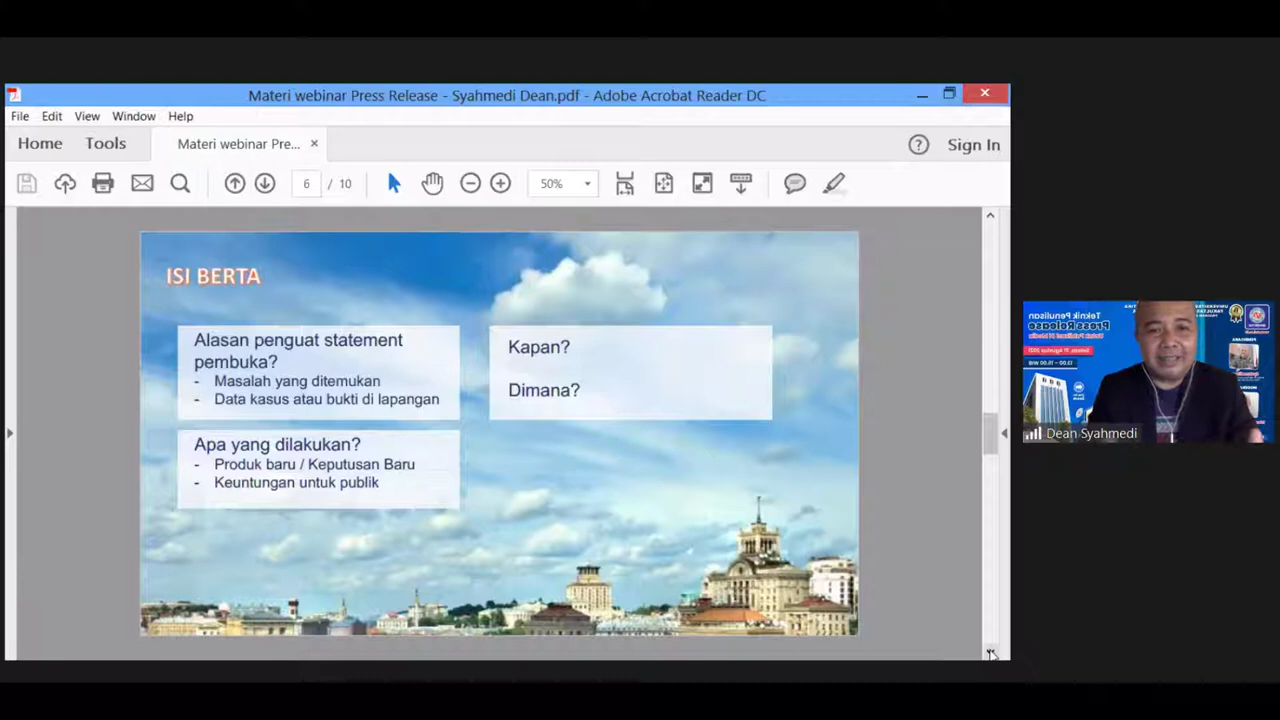 Materi webinar Press Release - Syahmedi Dean.pdf - Adobe Acrobat Reader DC
File Edit View Window Help
Home Tools Materi webinar Pre... Sign In
6 / 10 50%
ISI BERTA
Alasan penguat statement
pembuka?
- Masalah yang ditemukan
- Data kasus atau bukti di lapangan
Apa yang dilakukan?
- Produk baru / Keputusan Baru
- Keuntungan untuk publik
Kapan?
Dimana?
Teknik Penulisan
Press Release
Dean Syahmedi